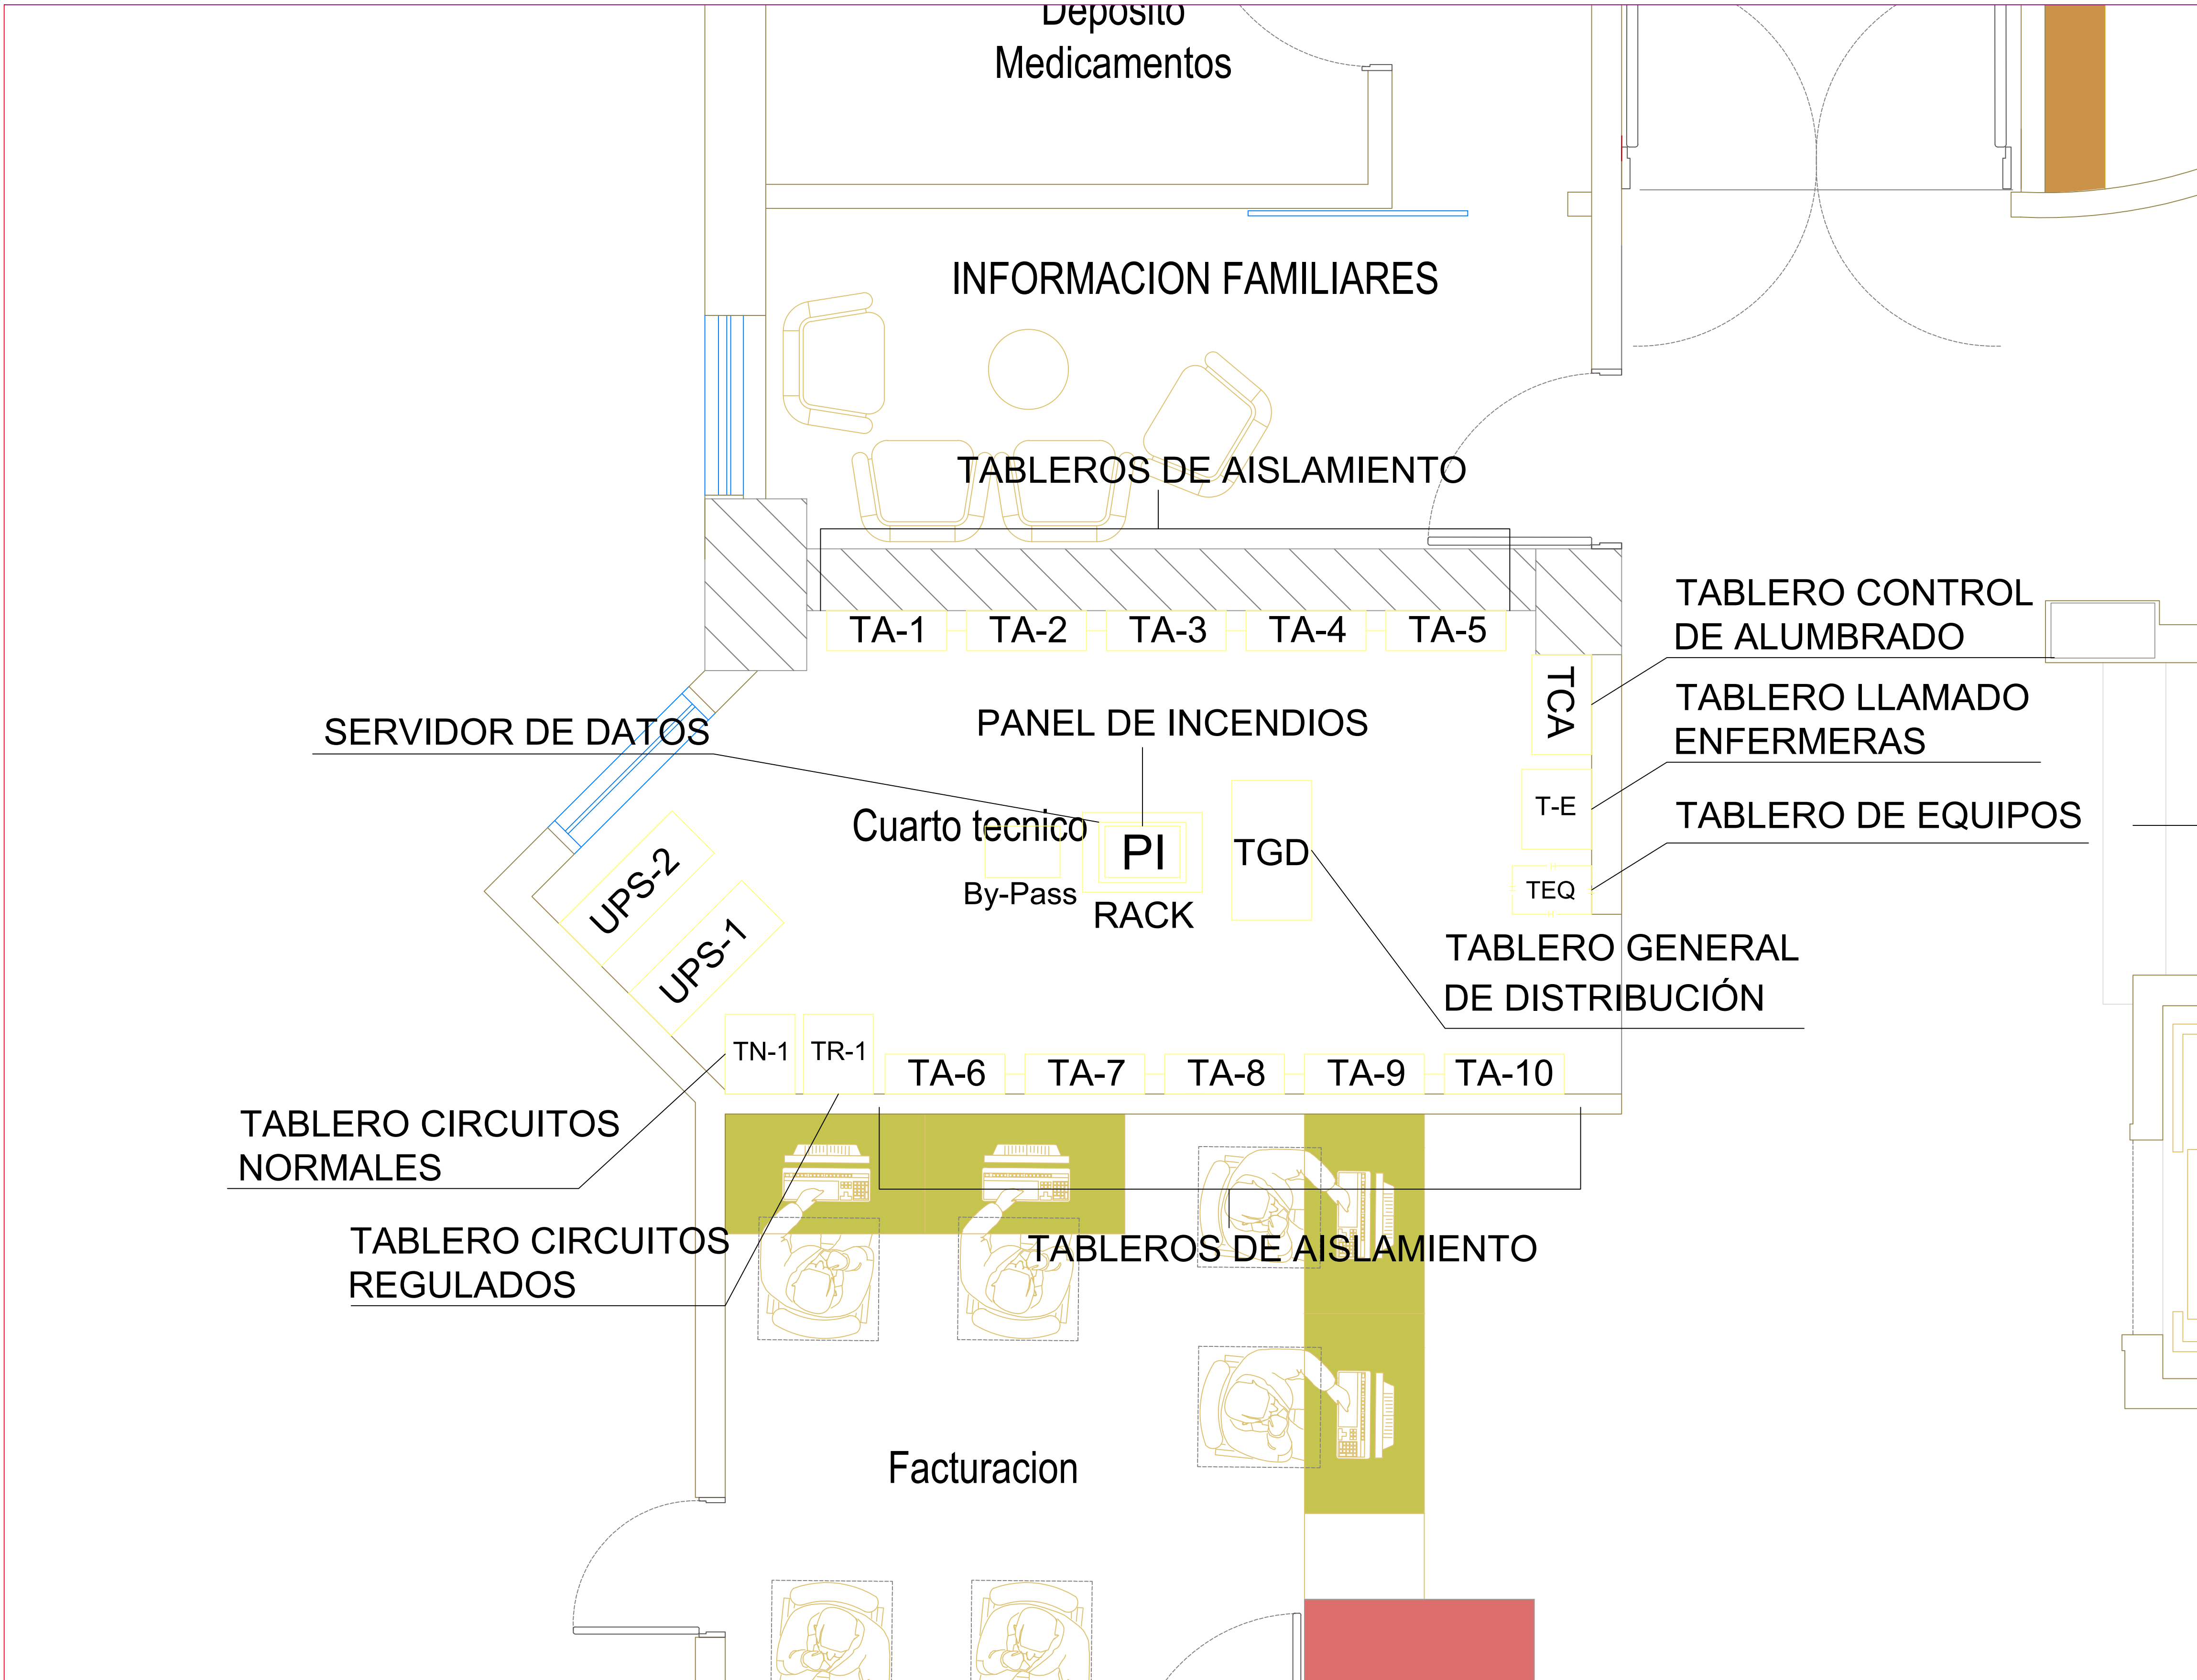 Deposito
Medicamentos
INFORMACION FAMILIARES
TABLEROS DE AISLAMIENTO
TA-1 TA-2 TA-3 TA-4 TA-5
TABLERO CONTROL
DE ALUMBRADO
TCA
TABLERO LLAMADO
ENFERMERAS
T-E
TABLERO DE EQUIPOS
TEQ
SERVIDOR DE DATOS
PANEL DE INCENDIOS
Cuarto tecnico
PI
TGD
By-Pass
RACK
UPS-2
UPS-1
TABLERO GENERAL
DE DISTRIBUCIÓN
TN-1 TR-1 TA-6 TA-7 TA-8 TA-9 TA-10
TABLERO CIRCUITOS
NORMALES
TABLERO CIRCUITOS
REGULADOS
TABLEROS DE AISLAMIENTO
Facturacion